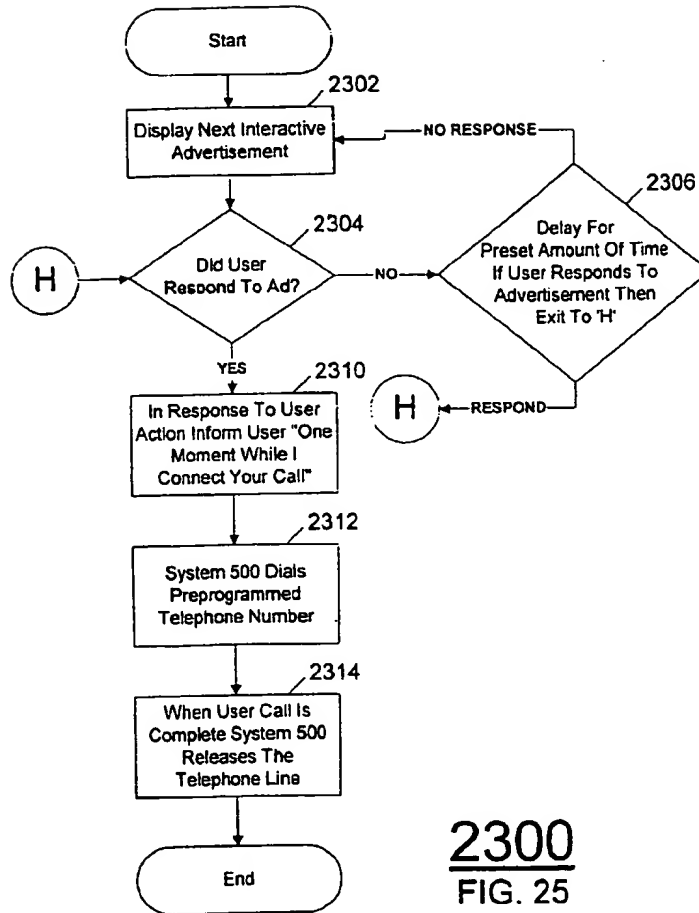 Start
2302
Display Next Interactive
Advertisement
NO RESPONSE
2306
2304
Delay For
Preset Amount Of Time
If User Responds To
Advertisement Then
Exit To 'H'
H
Did User
Respond To Ad?
NO
YES
2310
H
RESPOND
In Response To User
Action Inform User "One
Moment While I
Connect Your Call"
2312
System 500 Dials
Preprogrammed
Telephone Number
2314
When User Call Is
Complete System 500
Releases The
Telephone Line
End
2300
FIG. 25